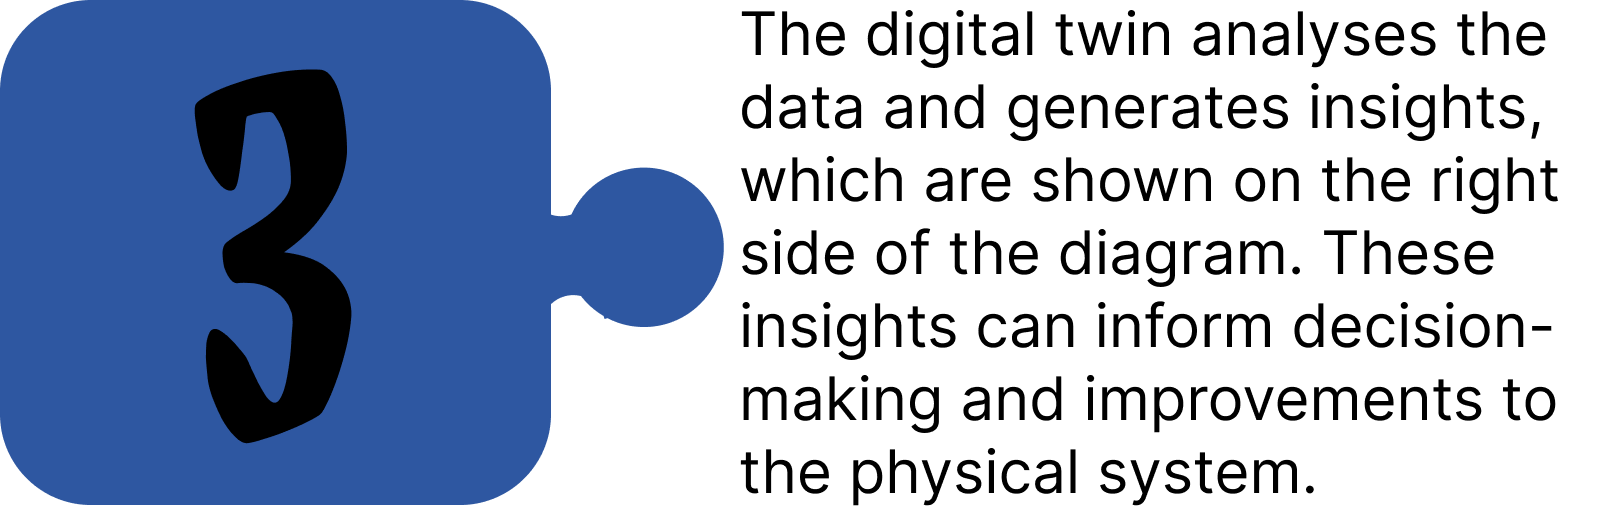 3
The digital twin analyses the
data and generates insights,
which are shown on the right
side of the diagram. These
insights can inform decision-
making and improvements to
the physical system.